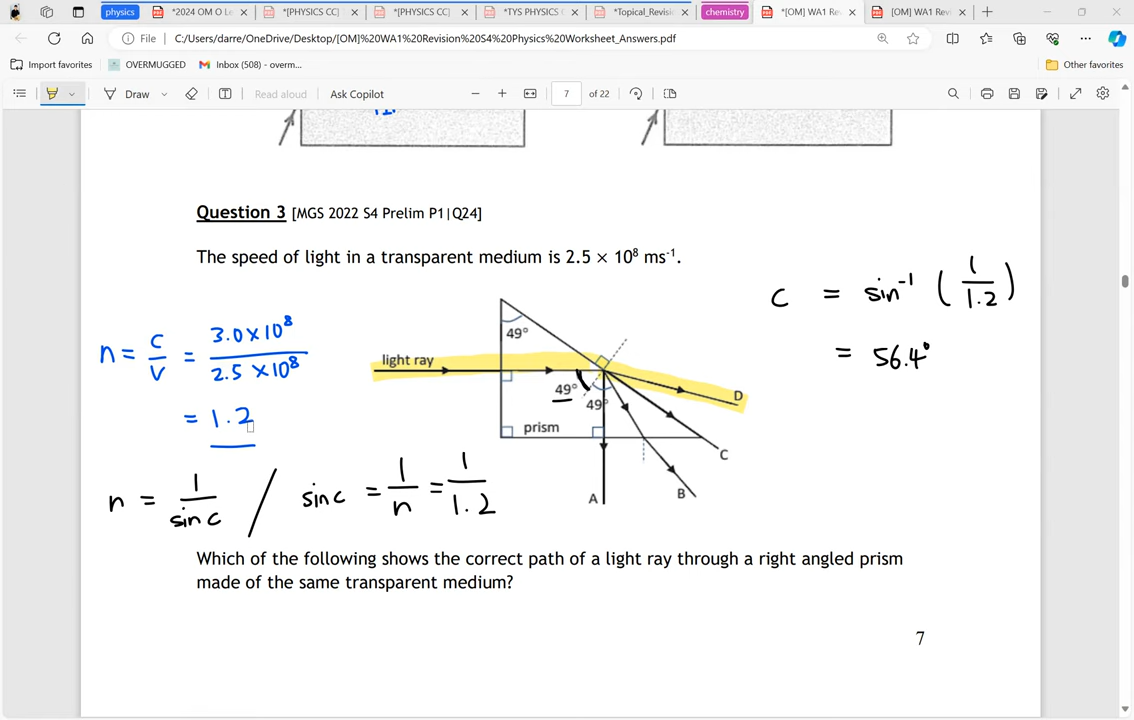 physics
*2024 OM O Le
*[PHYSICS CC]
*[PHYSICS CC]
*TYS PHYSICS
*Topical_Revis
chemistry
*[OM] WA1 Rev
[OM] WA1 Revi
File
C:/Users/darre/OneDrive/Desktop/[OM]%20WA1%20Revision%20S4%20Physics%20Worksheet_Answers.pdf
Import favorites
OVERMUGGED
Inbox (508) – overm...
Other favorites
Draw
Read aloud
Ask Copilot
7
of 22
Question 3 [MGS 2022 S4 Prelim P1|Q24]
The speed of light in a transparent medium is 2.5 × 10⁸ ms⁻¹.
C = sin⁻¹ (1/1.2)
= 56.4°
n = c/v = 3.0×10⁸/2.5×10⁸
= 1.2
49°
light ray
49°
49°
D
prism
C
B
A
n = 1/sin c / sin c = 1/n = 1/1.2
Which of the following shows the correct path of a light ray through a right angled prism
made of the same transparent medium?
7